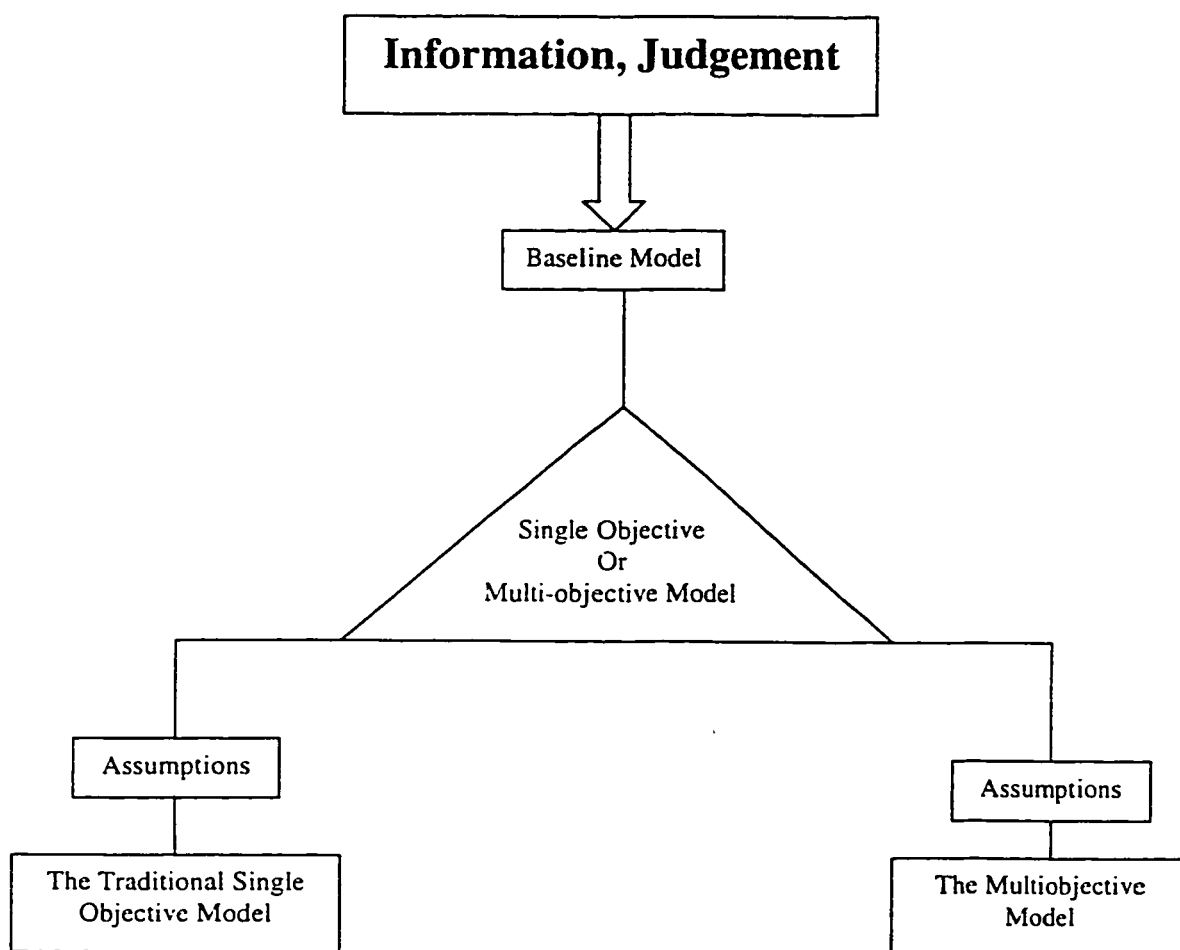 Information, Judgement
Baseline Model
Single Objective
Or
Multi-objective Model
Assumptions
Assumptions
The Traditional Single
Objective Model
The Multiobjective
Model